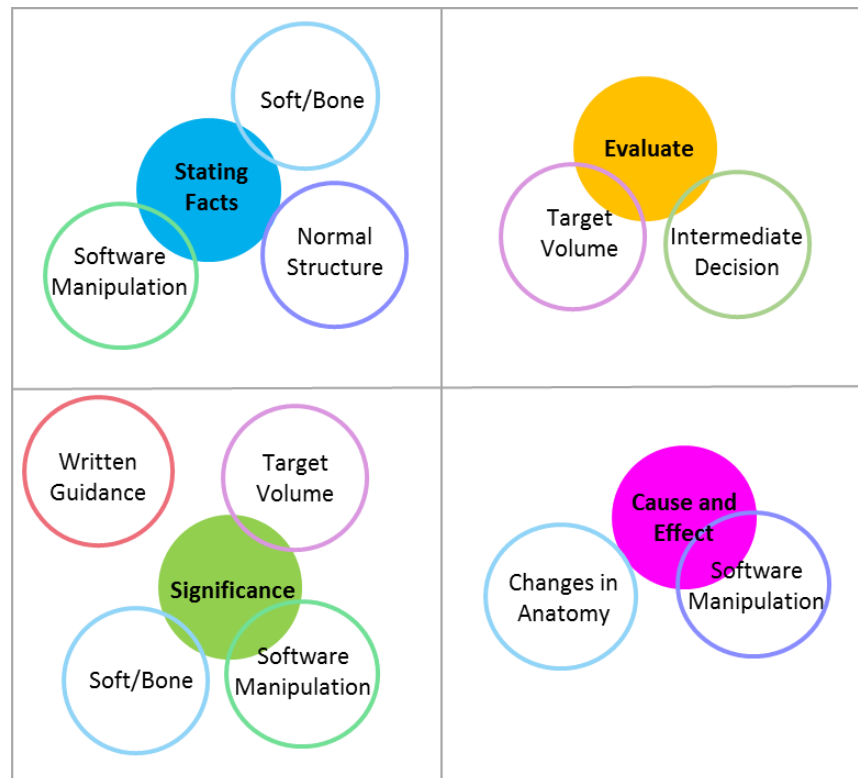 Soft/Bone
Stating
Facts
Software
Manipulation
Normal
Structure
Evaluate
Target
Volume
Intermediate
Decision
Written
Guidance
Target
Volume
Significance
Soft/Bone
Software
Manipulation
Cause and
Effect
Changes in
Anatomy
Software
Manipulation